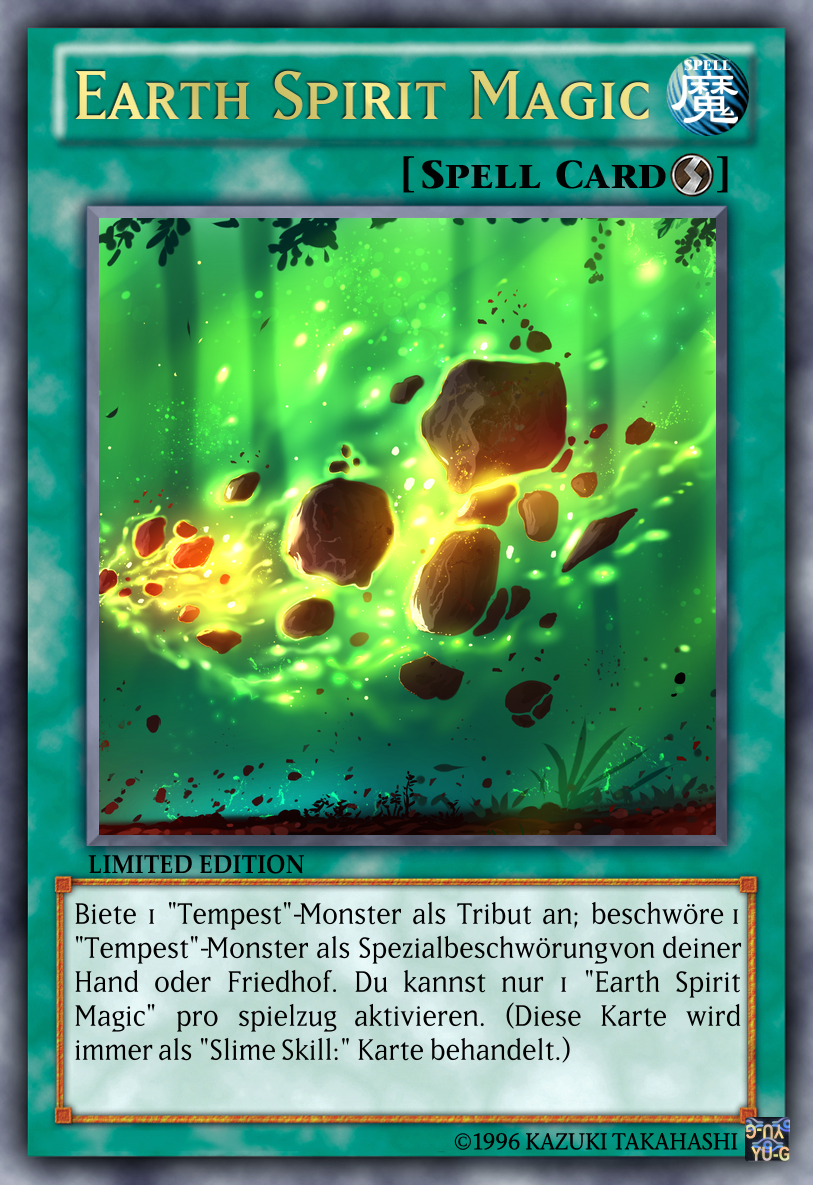 EARTH SPIRIT MAGIC
SPELL
魔
[SPELL CARD]
LIMITED EDITION
Biete 1 "Tempest"-Monster als Tribut an; beschwöre 1
"Tempest"-Monster als Spezialbeschwörungvon deiner
Hand oder Friedhof. Du kannst nur 1 "Earth Spirit
Magic" pro spielzug aktivieren. (Diese Karte wird
immer als "Slime Skill:" Karte behandelt.)
©1996 KAZUKI TAKAHASHI
YU-G
YU-G